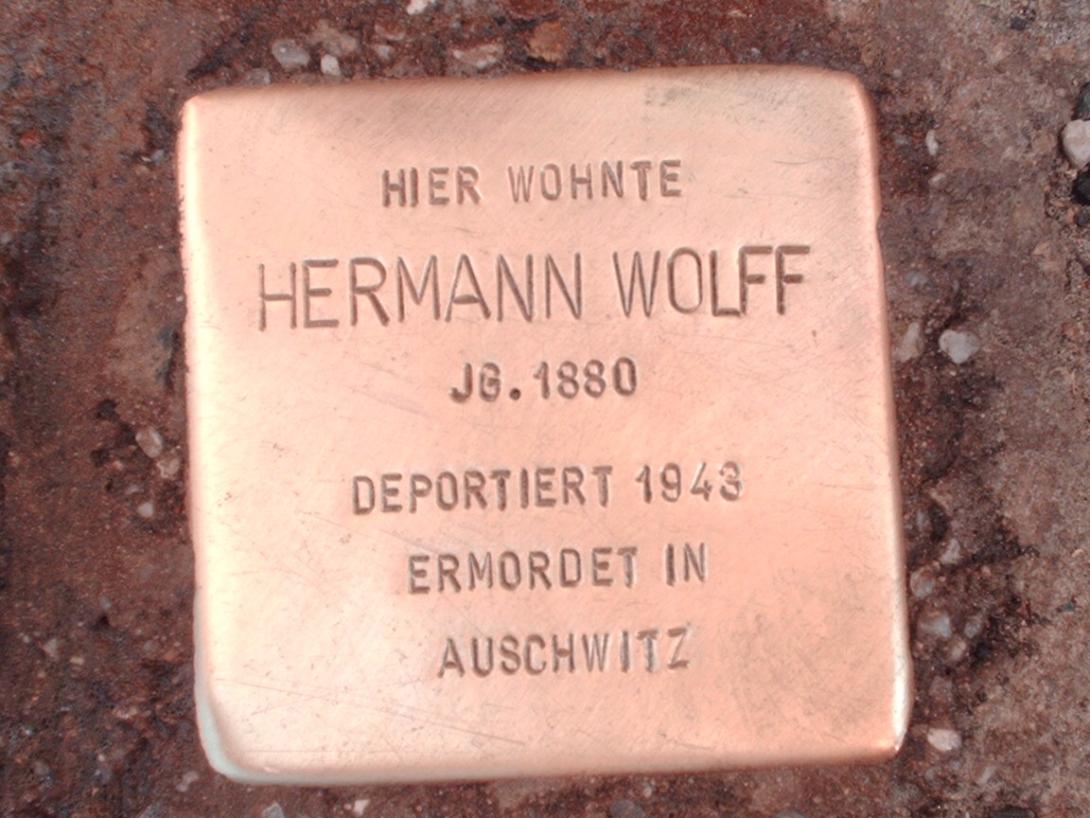 HIER WOHNTE
HERMANN WOLFF
JG. 1880
DEPORTIERT 1943
ERMORDET IN
AUSCHWITZ